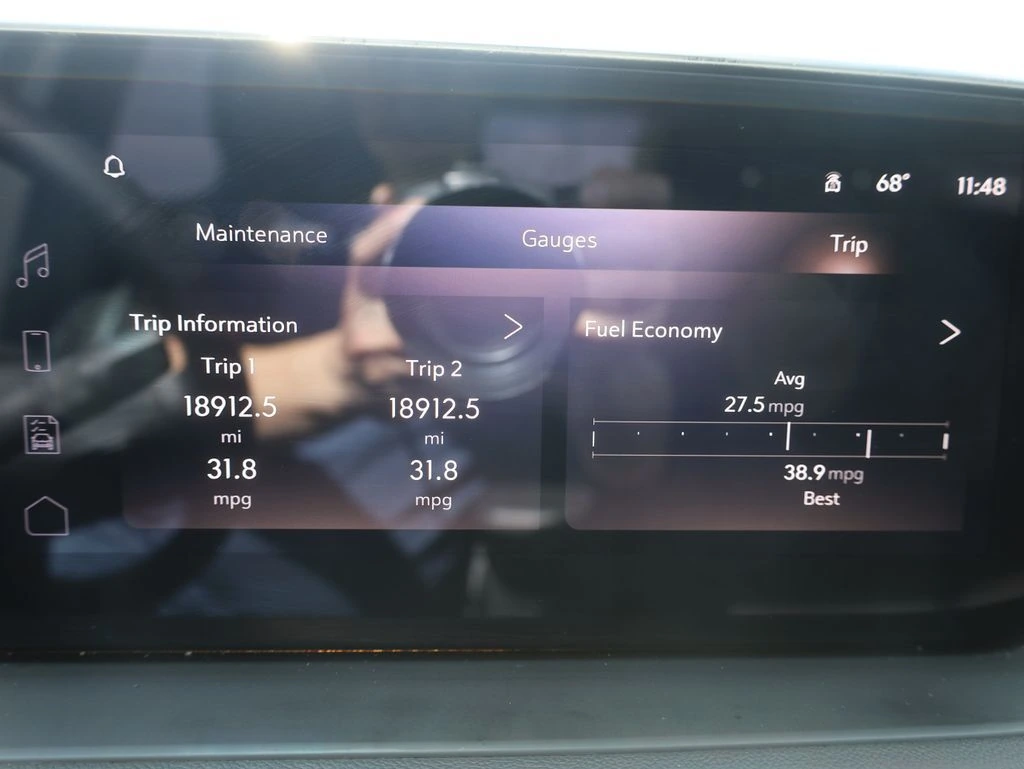 68° 11:48
Maintenance Gauges Trip
Trip Information
Trip 1 Trip 2
18912.5 18912.5
mi mi
31.8 31.8
mpg mpg
Fuel Economy
Avg
27.5 mpg
38.9 mpg
Best